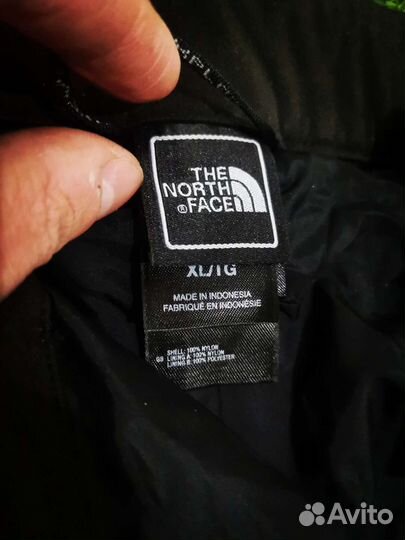 THE
NORTH
®FACE
XL/TG
MADE IN INDONESIA
FABRIQUÉ EN INDONÉSIE
SHELL: 100% NYLON
GB LINING A: 100% NYLON
LINING B: 100% POLYESTER
Avito